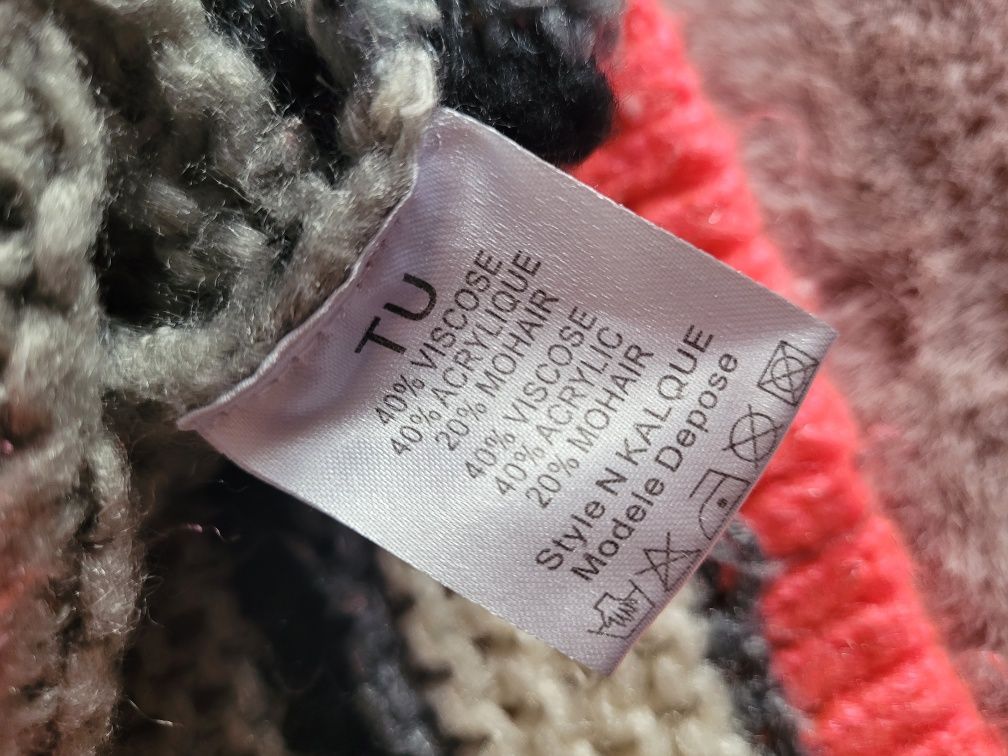 TU
40% VISCOSE
40% ACRYLIQUE
20% MOHAIR
40% VISCOSE
40% ACRYLIC
20% MOHAIR
Style N KALQUE
Modele Depose